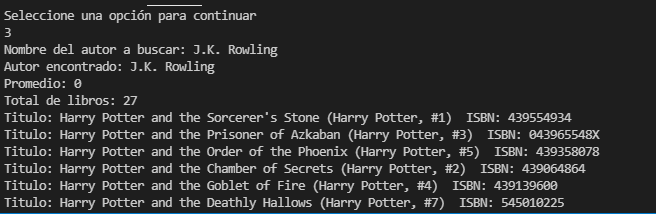 Seleccione una opción para continuar
3
Nombre del autor a buscar: J.K. Rowling
Autor encontrado: J.K. Rowling
Promedio: 0
Total de libros: 27
Titulo: Harry Potter and the Sorcerer's Stone (Harry Potter, #1)  ISBN: 439554934
Titulo: Harry Potter and the Prisoner of Azkaban (Harry Potter, #3)  ISBN: 043965548X
Titulo: Harry Potter and the Order of the Phoenix (Harry Potter, #5)  ISBN: 439358078
Titulo: Harry Potter and the Chamber of Secrets (Harry Potter, #2)  ISBN: 439064864
Titulo: Harry Potter and the Goblet of Fire (Harry Potter, #4)  ISBN: 439139600
Titulo: Harry Potter and the Deathly Hallows (Harry Potter, #7)  ISBN: 545010225